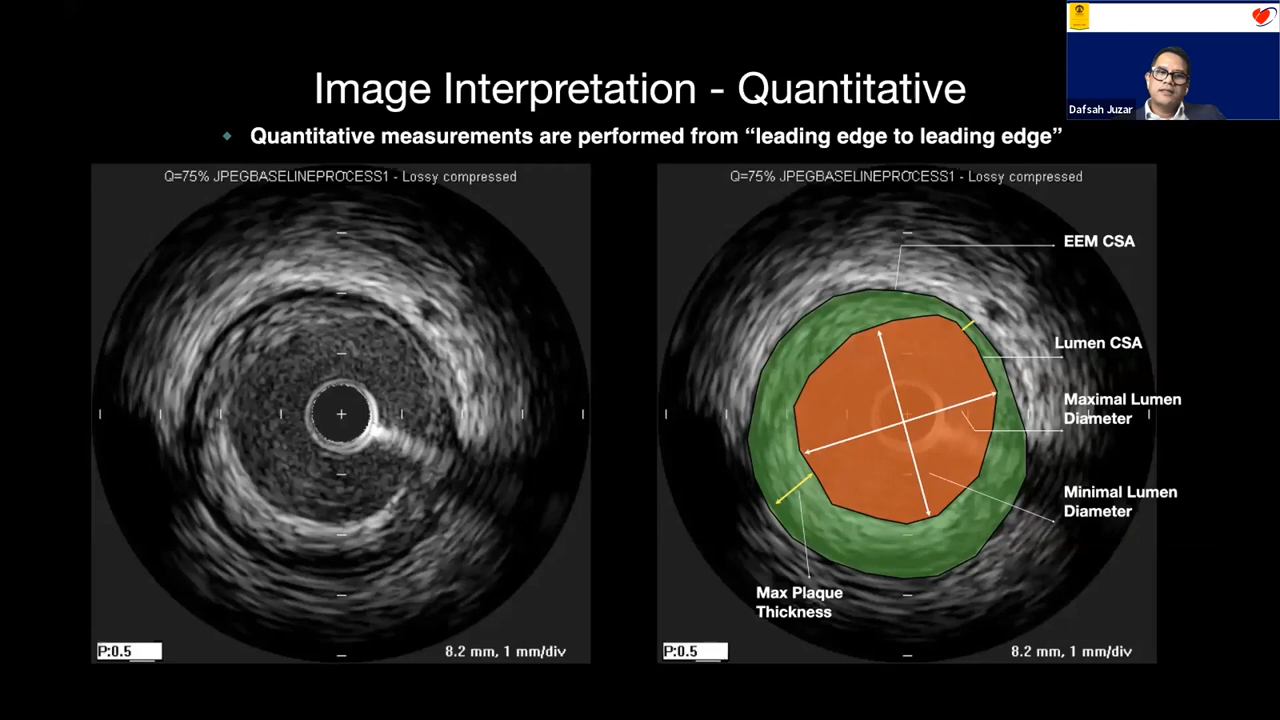 Image Interpretation - Quantitative
Dafsah Juzar
Quantitative measurements are performed from “leading edge to leading edge”
Q=75% JPEGBASELINEPROCESS1 - Lossy compressed
P:0.5
8.2 mm, 1 mm/div
Q=75% JPEGBASELINEPROCESS1 - Lossy compressed
EEM CSA
Lumen CSA
Maximal Lumen
Diameter
Minimal Lumen
Diameter
Max Plaque
Thickness
P:0.5
8.2 mm, 1 mm/div